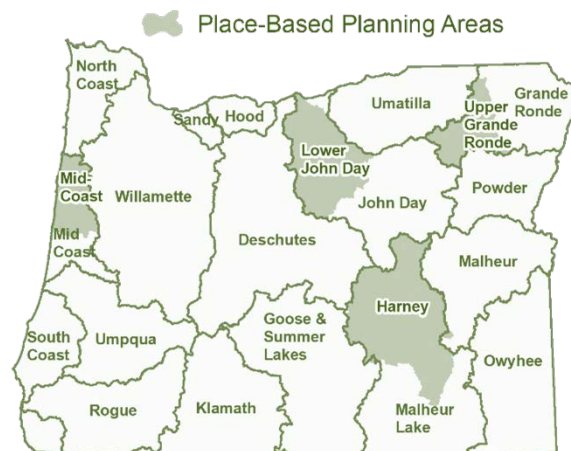 Place-Based Planning Areas
North
Coast
Sandy
Hood
Umatilla
Upper
Grande
Ronde
Grande
Ronde
Lower
John Day
Mid-
Coast
Willamette
John Day
Powder
Mid
Coast
Deschutes
Malheur
Harney
South
Coast
Umpqua
Goose &
Summer
Lakes
Owyhee
Rogue
Klamath
Malheur
Lake